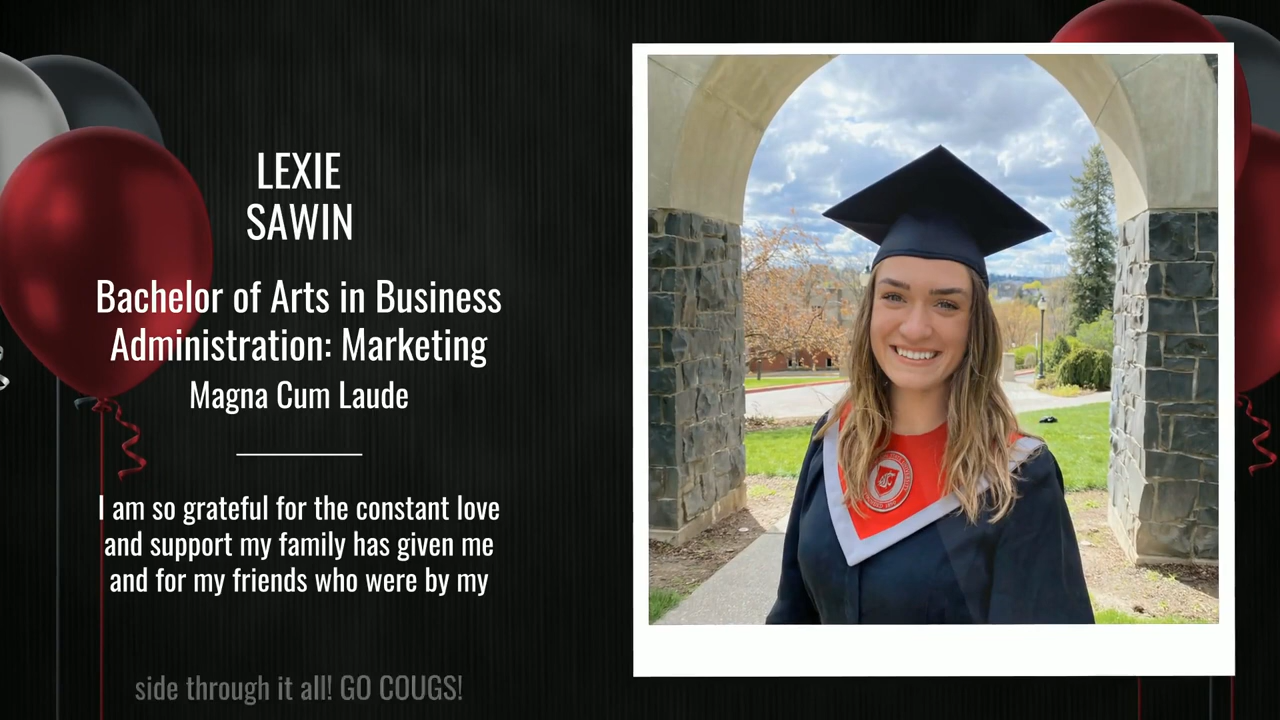 LEXIE
SAWIN
Bachelor of Arts in Business
Administration: Marketing
Magna Cum Laude
I am so grateful for the constant love
and support my family has given me
and for my friends who were by my
side through it all! GO COUGS!